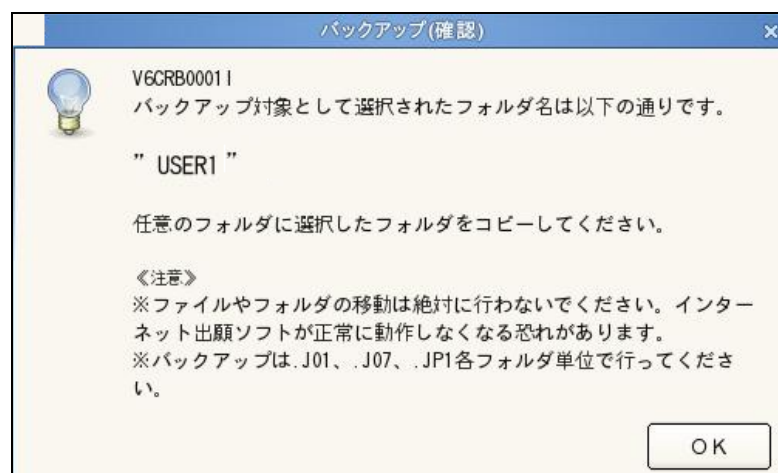 バックアップ(確認)
V6CRB0001I
バックアップ対象として選択されたフォルダ名は以下の通りです。
”USER1”
任意のフォルダに選択したフォルダをコピーしてください。
《注意》
※ファイルやフォルダの移動は絶対に行わないでください。インター
ネット出願ソフトが正常に動作しなくなる恐れがあります。
※バックアップは.J01、.J07、.JP1各フォルダ単位で行ってくださ
い。
OK